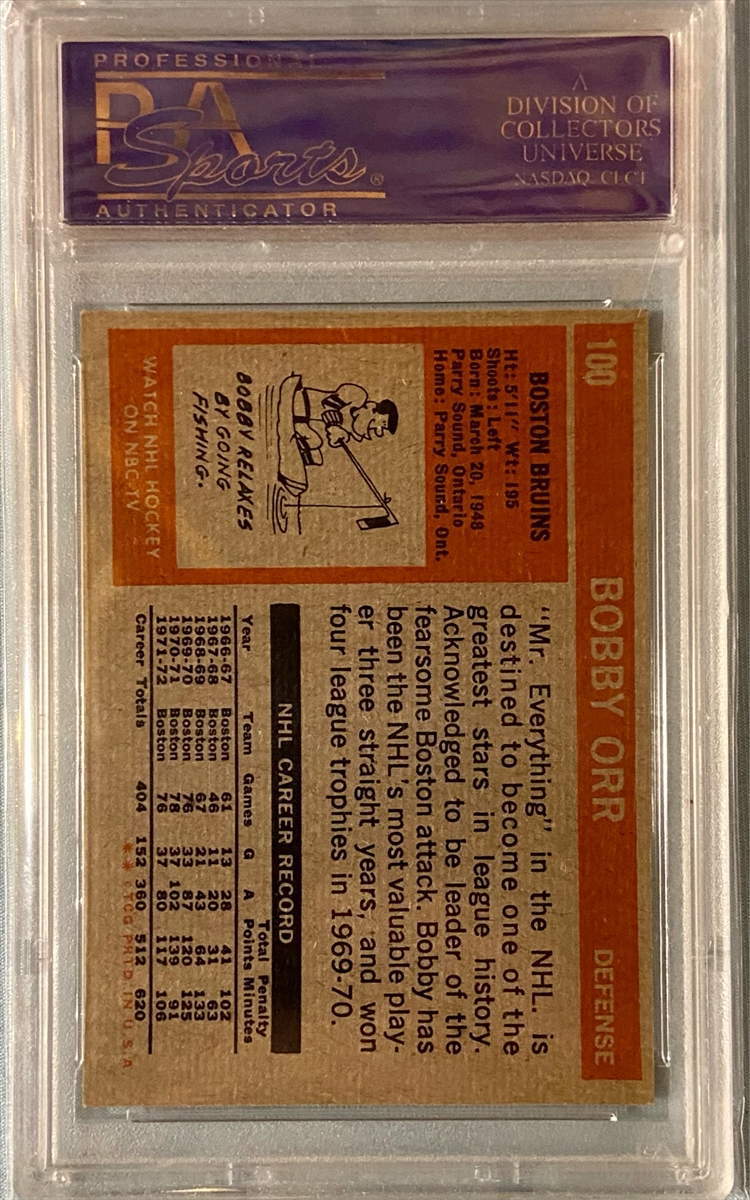 PROFESSIONAL
PSA
Sports®
AUTHENTICATOR
A
DIVISION OF
COLLECTORS
UNIVERSE
NASDAQ: CLCT
100
BOBBY ORR
DEFENSE
BOSTON BRUINS
Ht: 5'11" Wt: 195
Shoots: Left
Born: March 20, 1948
Parry Sound, Ontario
Home: Parry Sound, Ont.
BOBBY RELAXES
BY GOING
FISHING.
WATCH NHL HOCKEY
ON NBC-TV
"Mr. Everything" in the NHL. is
destined to become one of the
greatest stars in league history.
Acknowledged to be leader of the
fearsome Boston attack. Bobby has
been the NHL's most valuable play-
er three straight years, and won
four league trophies in 1969-70.
NHL CAREER RECORD
Total Penalty
Year Team Games G A Points Minutes
1966-67 Boston 61 13 28 41 102
1967-68 Boston 46 11 20 31 63
1968-69 Boston 67 21 43 64 133
1969-70 Boston 76 33 87 120 125
1970-71 Boston 78 37 102 139 91
1971-72 Boston 76 37 80 117 106
Career Totals 404 152 360 512 620
** ©T.C.G. PRTD. IN U.S.A.